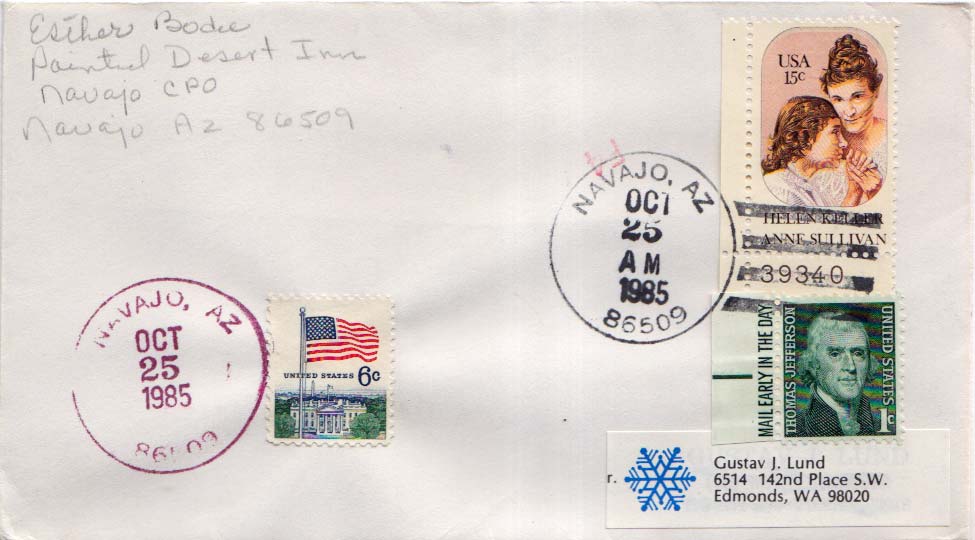 Esther Bodie
Painted Desert Inn
Navajo CPO
Navajo Az 86509
USA
15c
HELEN KELLER
ANNE SULLIVAN
39340
NAVAJO, AZ
OCT
25
AM
1985
86509
NAVAJO, AZ
OCT
25
1985
86509
UNITED STATES 6c
MAIL EARLY IN THE DAY
THOMAS JEFFERSON
UNITED STATES
1c
r.
Gustav J. Lund
6514 142nd Place S.W.
Edmonds, WA 98020